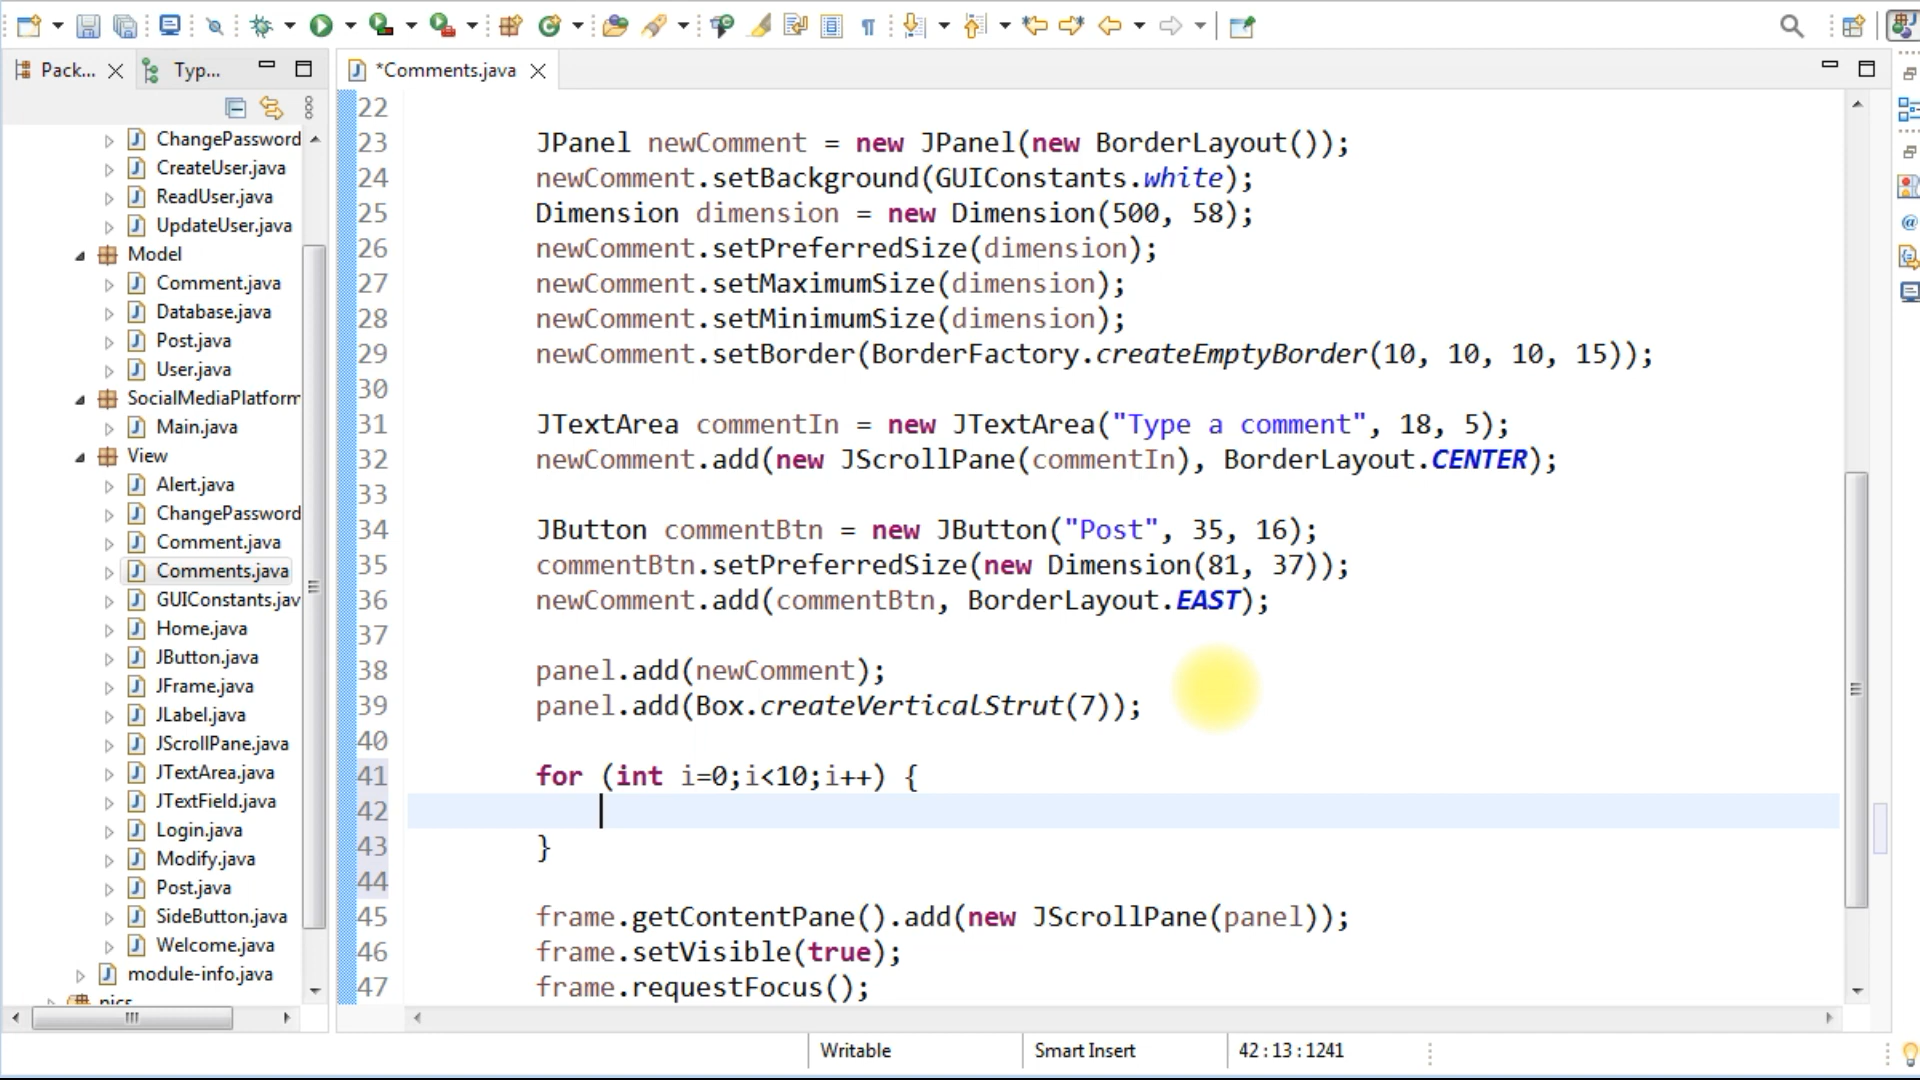 Pack...
Typ...
*Comments.java
ChangePassword
CreateUser.java
ReadUser.java
UpdateUser.java
Model
Comment.java
Database.java
Post.java
User.java
SocialMediaPlatform
Main.java
View
Alert.java
ChangePassword
Comment.java
Comments.java
GUIConstants.jav
Home.java
JButton.java
JFrame.java
JLabel.java
JScrollPane.java
JTextArea.java
JTextField.java
Login.java
Modify.java
Post.java
SideButton.java
Welcome.java
module-info.java
22
23 JPanel newComment = new JPanel(new BorderLayout());
24 newComment.setBackground(GUIConstants.white);
25 Dimension dimension = new Dimension(500, 58);
26 newComment.setPreferredSize(dimension);
27 newComment.setMaximumSize(dimension);
28 newComment.setMinimumSize(dimension);
29 newComment.setBorder(BorderFactory.createEmptyBorder(10, 10, 10, 15));
30
31 JTextArea commentIn = new JTextArea("Type a comment", 18, 5);
32 newComment.add(new JScrollPane(commentIn), BorderLayout.CENTER);
33
34 JButton commentBtn = new JButton("Post", 35, 16);
35 commentBtn.setPreferredSize(new Dimension(81, 37));
36 newComment.add(commentBtn, BorderLayout.EAST);
37
38 panel.add(newComment);
39 panel.add(Box.createVerticalStrut(7));
40
41 for (int i=0;i<10;i++) {
42
43 }
44
45 frame.getContentPane().add(new JScrollPane(panel));
46 frame.setVisible(true);
47 frame.requestFocus();
Writable
Smart Insert
42 : 13 : 1241